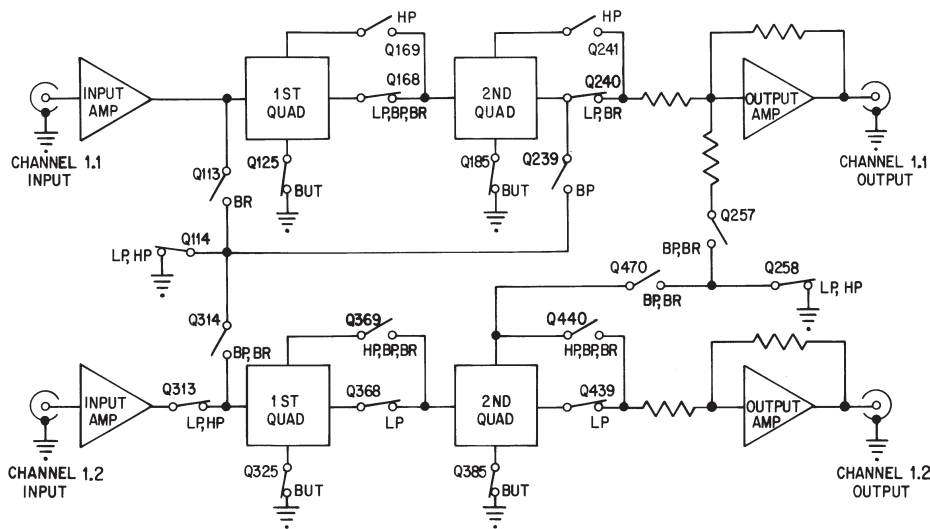 HP
Q169
HP
Q241
INPUT
AMP
1ST
QUAD
Q168
LP,BP,BR
2ND
QUAD
Q240
LP,BR
OUTPUT
AMP
CHANNEL 1.1
INPUT
Q113
BR
Q125
BUT
Q185
BUT
Q239
BP
CHANNEL 1.1
OUTPUT
Q114
LP,HP
Q257
BP,BR
Q470
BP,BR
Q258
LP, HP
Q314
BP,BR
Q369
HP,BP,BR
Q440
HP,BP,BR
INPUT
AMP
Q313
LP,HP
1ST
QUAD
Q368
LP
2ND
QUAD
Q439
LP
OUTPUT
AMP
CHANNEL 1.2
INPUT
Q325
BUT
Q385
BUT
CHANNEL 1.2
OUTPUT